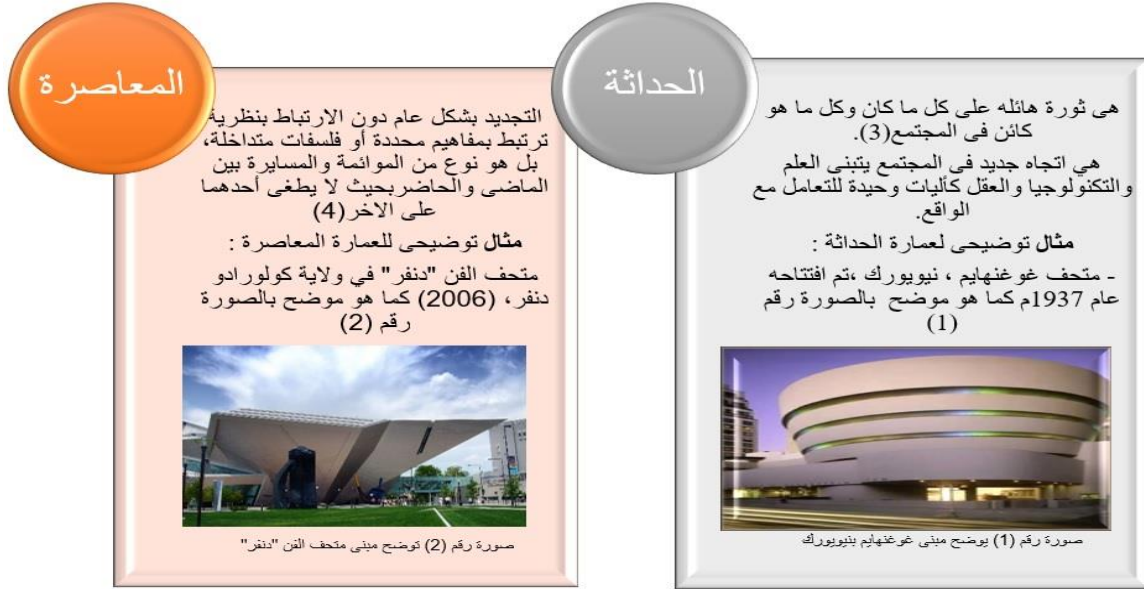 الحداثة
هى ثورة هائله على كل ما كان وكل ما هو
كائن فى المجتمع(3).
هي اتجاه جديد فى المجتمع يتبنى العلم
والتكنولوجيا والعقل كأليات وحيدة للتعامل مع
الواقع.
مثال توضيحى لعمارة الحداثة :
- متحف غوغنهايم ، نيويورك ،تم افتتاحه
عام 1937م كما هو موضح بالصورة رقم
(1)
صورة رقم (1) يوضح مبنى غوغنهايم بنيويورك
المعاصرة
التجديد بشكل عام دون الارتباط بنظرية
ترتبط بمفاهيم محددة أو فلسفات متداخلة،
بل هو نوع من الموائمة والمسايرة بين
الماضى والحاضربحيث لا يطغى أحدهما
على الاخر(4)
مثال توضيحى للعمارة المعاصرة :
متحف الفن "دنفر" في ولاية كولورادو
دنفر، (2006) كما هو موضح بالصورة
رقم (2)
صورة رقم (2) توضح مبنى متحف الفن "دنفر"